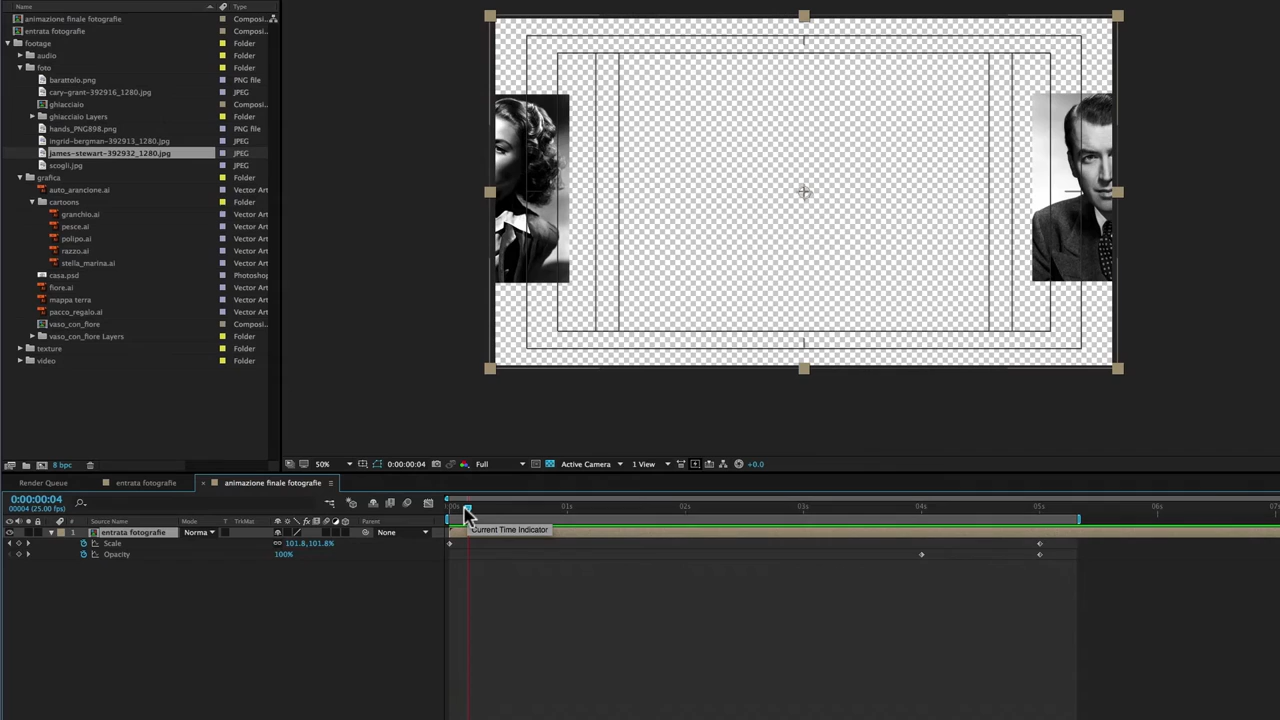 Name Type
animazione finale fotografie Composi..
entrata fotografie Composi...
footage Folder
audio Folder
foto Folder
barattolo.png PNG file
cary-grant-392916_1280.jpg JPEG
ghiacciaio Composi...
ghiacciaio Layers Folder
hands_PNG898.png PNG file
ingrid-bergman-392913_1280.jpg JPEG
james-stewart-392932_1280.jpg JPEG
scogli.jpg JPEG
grafica Folder
auto_arancione.ai Vector Art
cartoons Folder
granchio.ai Vector Art
pesce.ai Vector Art
polipo.ai Vector Art
razzo.ai Vector Art
stella_marina.ai Vector Art
casa.psd Photoshop
fiore.ai Vector Art
mappa terra Vector Art
pacco_regalo.ai Vector Art
vaso_con_fiore Composi...
vaso_con_fiore Layers Folder
texture Folder
video Folder
8 bpc 50% 0:00:00:04 Full Active Camera 1 View +0.0
Render Queue entrata fotografie × animazione finale fotografie
0:00:00:04
00004 (25.00 fps)
:00s 01s 02s 03s 04s 05s 06s 07
# Source Name Mode T TrkMat Parent
1 entrata fotografie Norma None
Current Time Indicator
Scale 101.8,101.8%
Opacity 100%